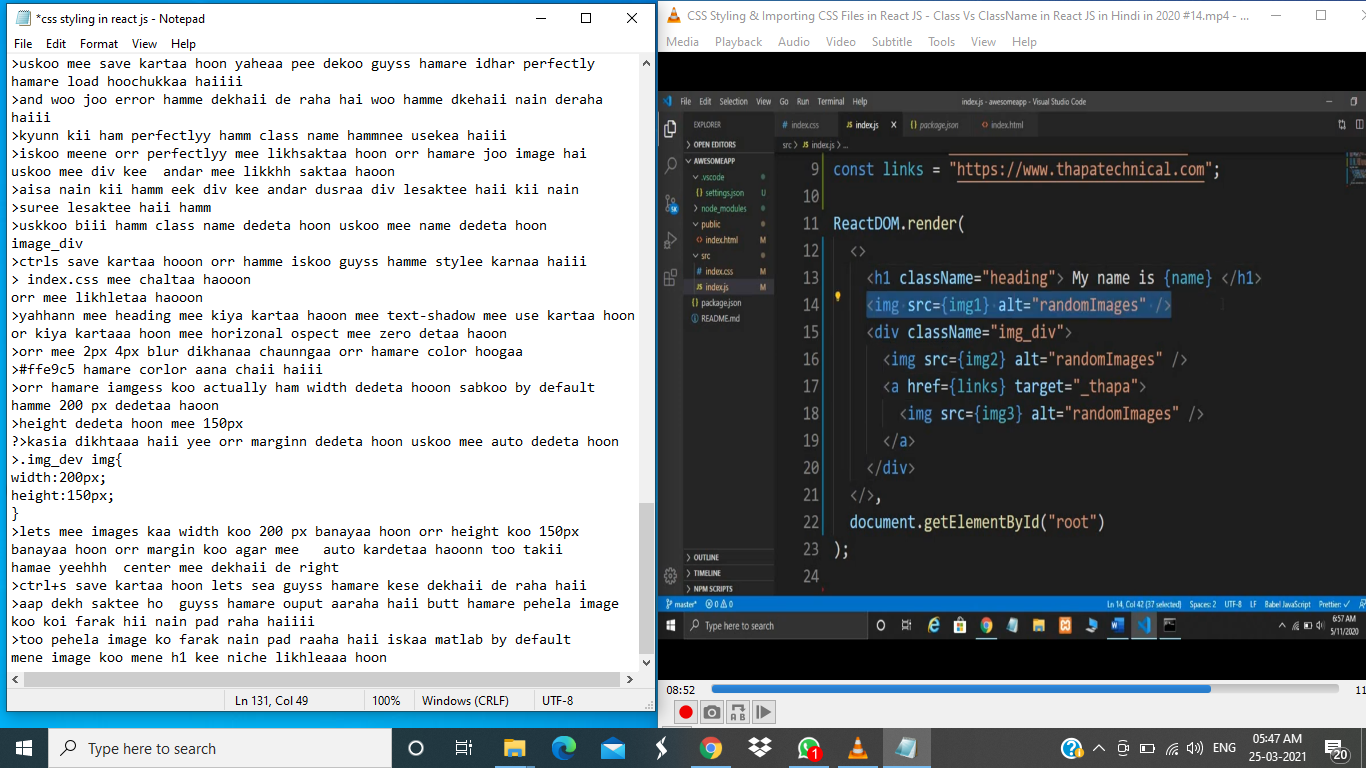 *css styling in react js - Notepad
File Edit Format View Help
>uskoo mee save kartaa hoon yaheaa pee dekoo guyss hamare idhar perfectly
hamare load hoochukkaa haiiii
>and woo joo error hamme dekhaii de raha hai woo hamme dkehaii nain deraha
haiii
>kyunn kii ham perfectlyy hamm class name hammnee usekea haiii
>iskoo meene orr perfectlyy mee likhsaktaa hoon orr hamare joo image hai
uskoo mee div kee  andar mee likkhh saktaa haoon
>aisa nain kii hamm eek div kee andar dusraa div lesaktee haii kii nain
>suree lesaktee haii hamm
>uskkoo biii hamm class name dedeta hoon uskoo mee name dedeta hoon
image_div
>ctrls save kartaa hooon orr hamme iskoo guyss hamme stylee karnaa haiii
> index.css mee chaltaa haooon
orr mee likhletaa haooon
>yahhann mee heading mee kiya kartaa haoon mee text-shadow mee use kartaa hoon
or kiya kartaaa hoon mee horizonal ospect mee zero detaa haoon
>orr mee 2px 4px blur dikhanaa chaunngaa orr hamare color hoogaa
>#ffe9c5 hamare corlor aana chaii haiii
>orr hamare iamgess koo actually ham width dedeta hooon sabkoo by default
hamme 200 px dedetaa haoon
>height dedeta hoon mee 150px
?>kasia dikhtaaa haii yee orr marginn dedeta hoon uskoo mee auto dedeta hoon
>.img_dev img{
width:200px;
height:150px;
}
>lets mee images kaa width koo 200 px banayaa hoon orr height koo 150px
banayaa hoon orr margin koo agar mee   auto kardetaa haoonn too takii
hamae yeehhh  center mee dekhaii de right
>ctrl+s save kartaa hoon lets sea guyss hamare kese dekhaii de raha haii
>aap dekh saktee ho  guyss hamare ouput aaraha haii butt hamare pehela image
koo koi farak hii nain pad raha haiiii
>too pehela image ko farak nain pad raha haii iskaa matlab by default
mene image koo mene h1 kee niche likhleaaa hoon
Ln 131, Col 49 100% Windows (CRLF) UTF-8
CSS Styling & Importing CSS Files in React JS - Class Vs ClassName in React JS in Hindi in 2020 #14.mp4 - ...
Media Playback Audio Video Subtitle Tools View Help
File Edit Selection View Go Run Terminal Help index.js - awesomeapp - Visual Studio Code
EXPLORER
OPEN EDITORS
AWESOMEAPP
.vscode
settings.json U
node_modules
public
index.html M
src
index.css M
index.js M
package.json
README.md
OUTLINE
TIMELINE
NPM SCRIPTS
# index.css JS index.js {} package.json <> index.html
src > JS index.js > ...
9 const links = "https://www.thapatechnical.com";
10
11 ReactDOM.render(
12 <>
13 <h1 className="heading"> My name is {name} </h1>
14 <img src={img1} alt="randomImages" />
15 <div className="img_div">
16 <img src={img2} alt="randomImages" />
17 <a href={links} target="_thapa">
18 <img src={img3} alt="randomImages" />
19 </a>
20 </div>
21 </>,
22 document.getElementById("root")
23 );
24
master* 0 0 Ln 14, Col 42 (37 selected) Spaces: 2 UTF-8 LF Babel JavaScript Prettier: ✓
Type here to search
6:57 AM
5/11/2020
08:52 11
Type here to search
1
ENG
05:47 AM
25-03-2021
20